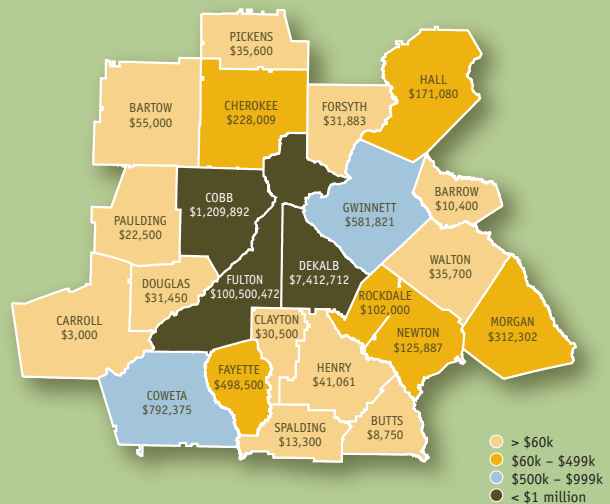 PICKENS
$35,600
HALL
$171,080
BARTOW
$55,000
CHEROKEE
$228,009
FORSYTH
$31,883
COBB
$1,209,892
GWINNETT
$581,821
BARROW
$10,400
PAULDING
$22,500
WALTON
$35,700
DOUGLAS
$31,450
FULTON
$100,500,472
DEKALB
$7,412,712
ROCKDALE
$102,000
CARROLL
$3,000
CLAYTON
$30,500
NEWTON
$125,887
MORGAN
$312,302
FAYETTE
$498,500
HENRY
$41,061
COWETA
$792,375
SPALDING
$13,300
BUTTS
$8,750
> $60k
$60k – $499k
$500k – $999k
< $1 million